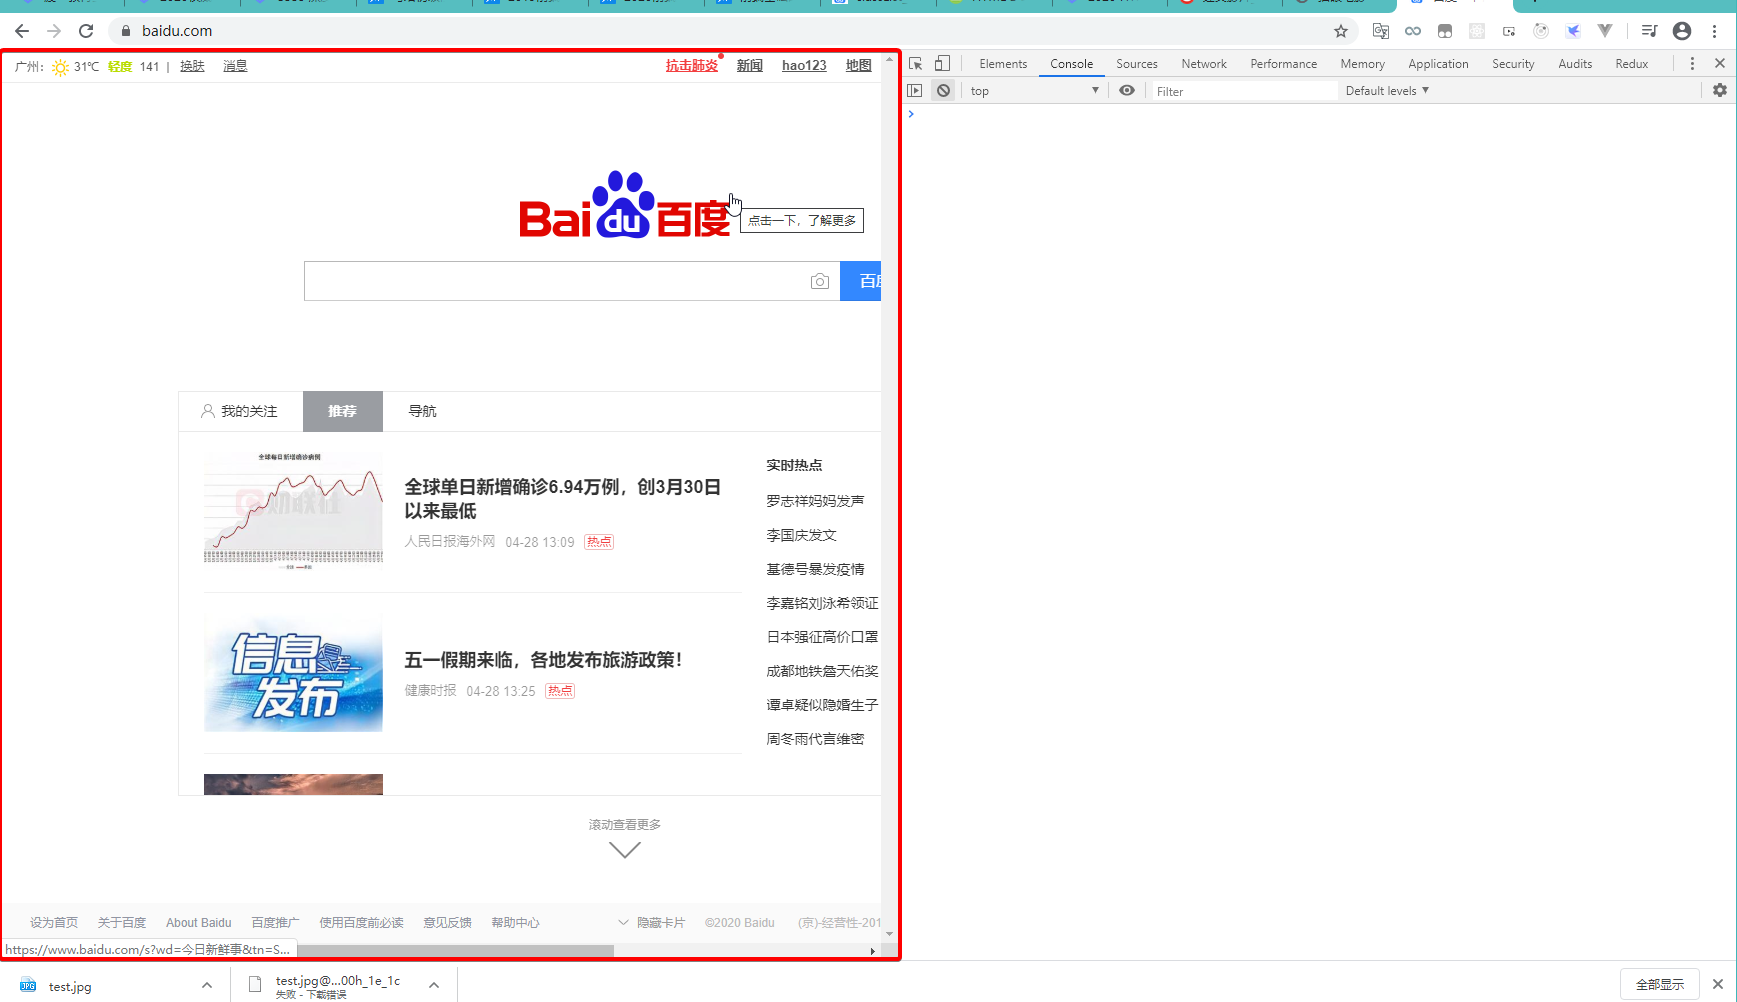 baidu.com
广州： 31℃ 轻度 141 | 换肤 消息
抗击肺炎 新闻 hao123 地图
Elements Console Sources Network Performance Memory Application Security Audits Redux
top Filter Default levels
Baidu百度
点击一下，了解更多
百度
我的关注 推荐 导航
全球每日新增确诊病例
财联社
全球单日新增确诊6.94万例，创3月30日
以来最低
人民日报海外网 04-28 13:09 热点
信息
发布
五一假期来临，各地发布旅游政策！
健康时报 04-28 13:25 热点
实时热点
罗志祥妈妈发声
李国庆发文
基德号暴发疫情
李嘉铭刘泳希领证
日本强征高价口罩
成都地铁詹天佑奖
谭卓疑似隐婚生子
周冬雨代言维密
滚动查看更多
设为首页 关于百度 About Baidu 百度推广 使用百度前必读 意见反馈 帮助中心 隐藏卡片 ©2020 Baidu (京)-经营性-201
https://www.baidu.com/s?wd=今日新鲜事&tn=S...
test.jpg
test.jpg@...00h_1e_1c
失败 - 下载错误
全部显示